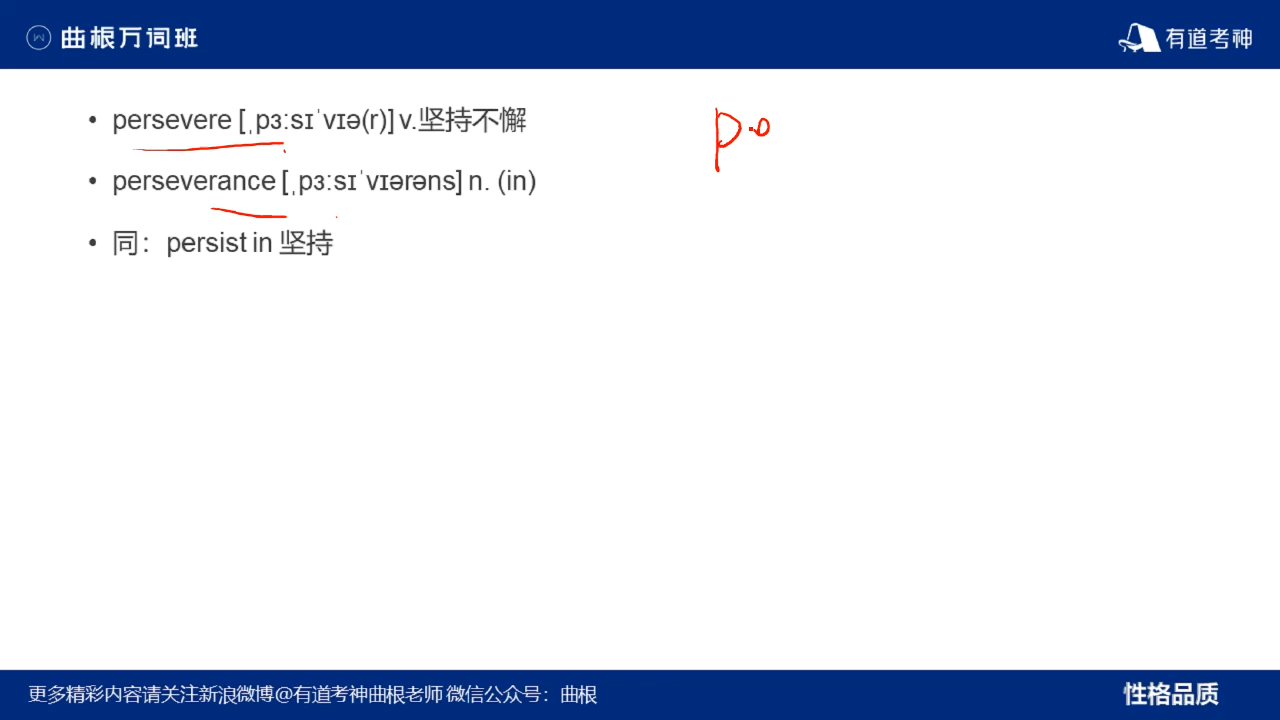 曲根万词班
有道考神
• persevere [ˌpɜːsɪˈvɪə(r)] v.坚持不懈
• perseverance [ˌpɜːsɪˈvɪərəns] n. (in)
• 同：persist in 坚持
更多精彩内容请关注新浪微博@有道考神曲根老师 微信公众号：曲根
性格品质